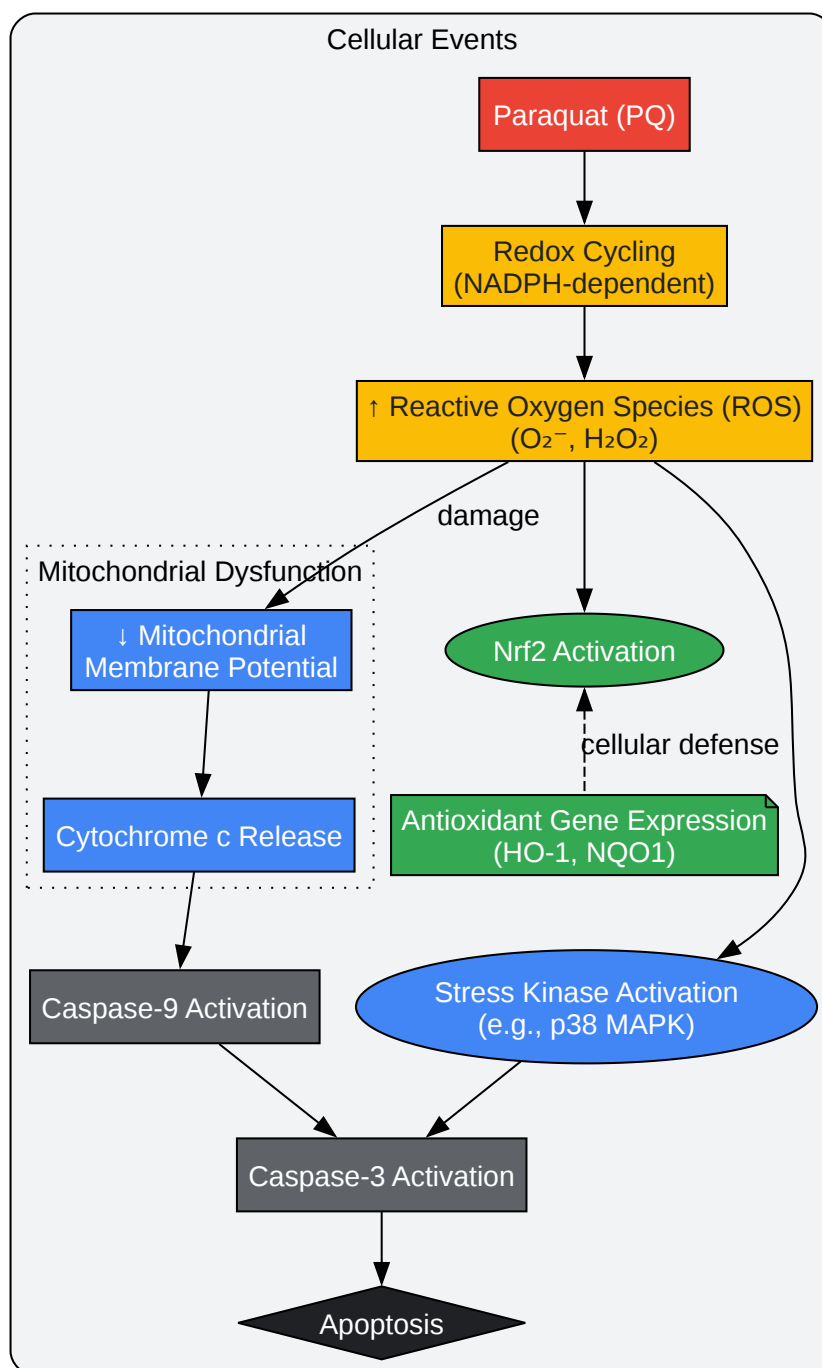 Cellular Events
Paraquat (PQ)
Redox Cycling
(NADPH-dependent)
↑ Reactive Oxygen Species (ROS)
(O₂⁻, H₂O₂)
damage
Mitochondrial Dysfunction
↓ Mitochondrial
Membrane Potential
Nrf2 Activation
cellular defense
Cytochrome c Release
Antioxidant Gene Expression
(HO-1, NQO1)
Caspase-9 Activation
Stress Kinase Activation
(e.g., p38 MAPK)
Caspase-3 Activation
Apoptosis